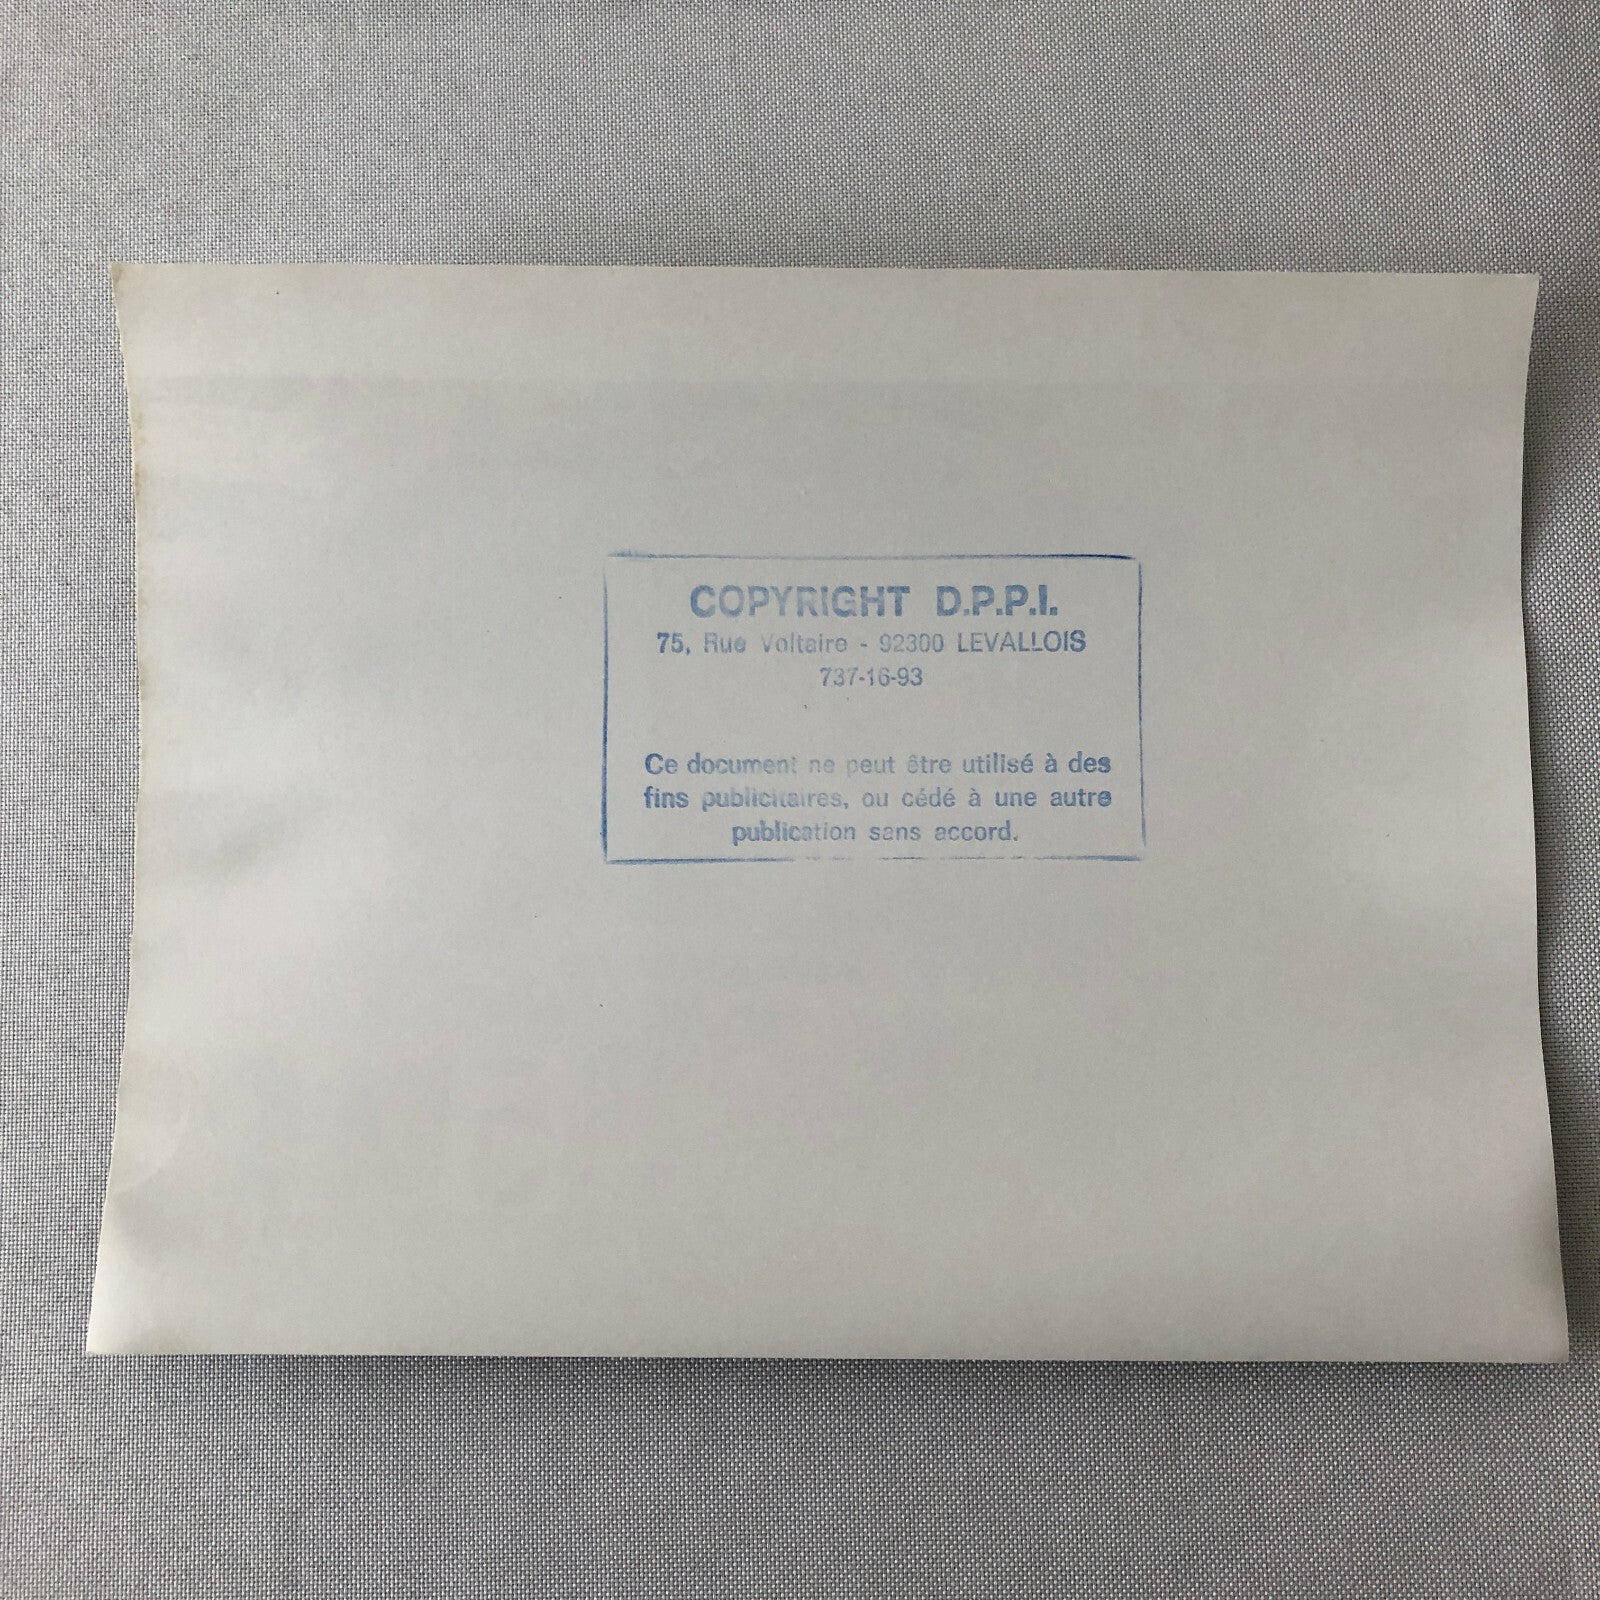 COPYRIGHT D.P.P.I.
75, Rue Voltaire - 92300 LEVALLOIS
737-16-93
Ce document ne peut être utilisé à des
fins publicitaires, ou cédé à une autre
publication sans accord.